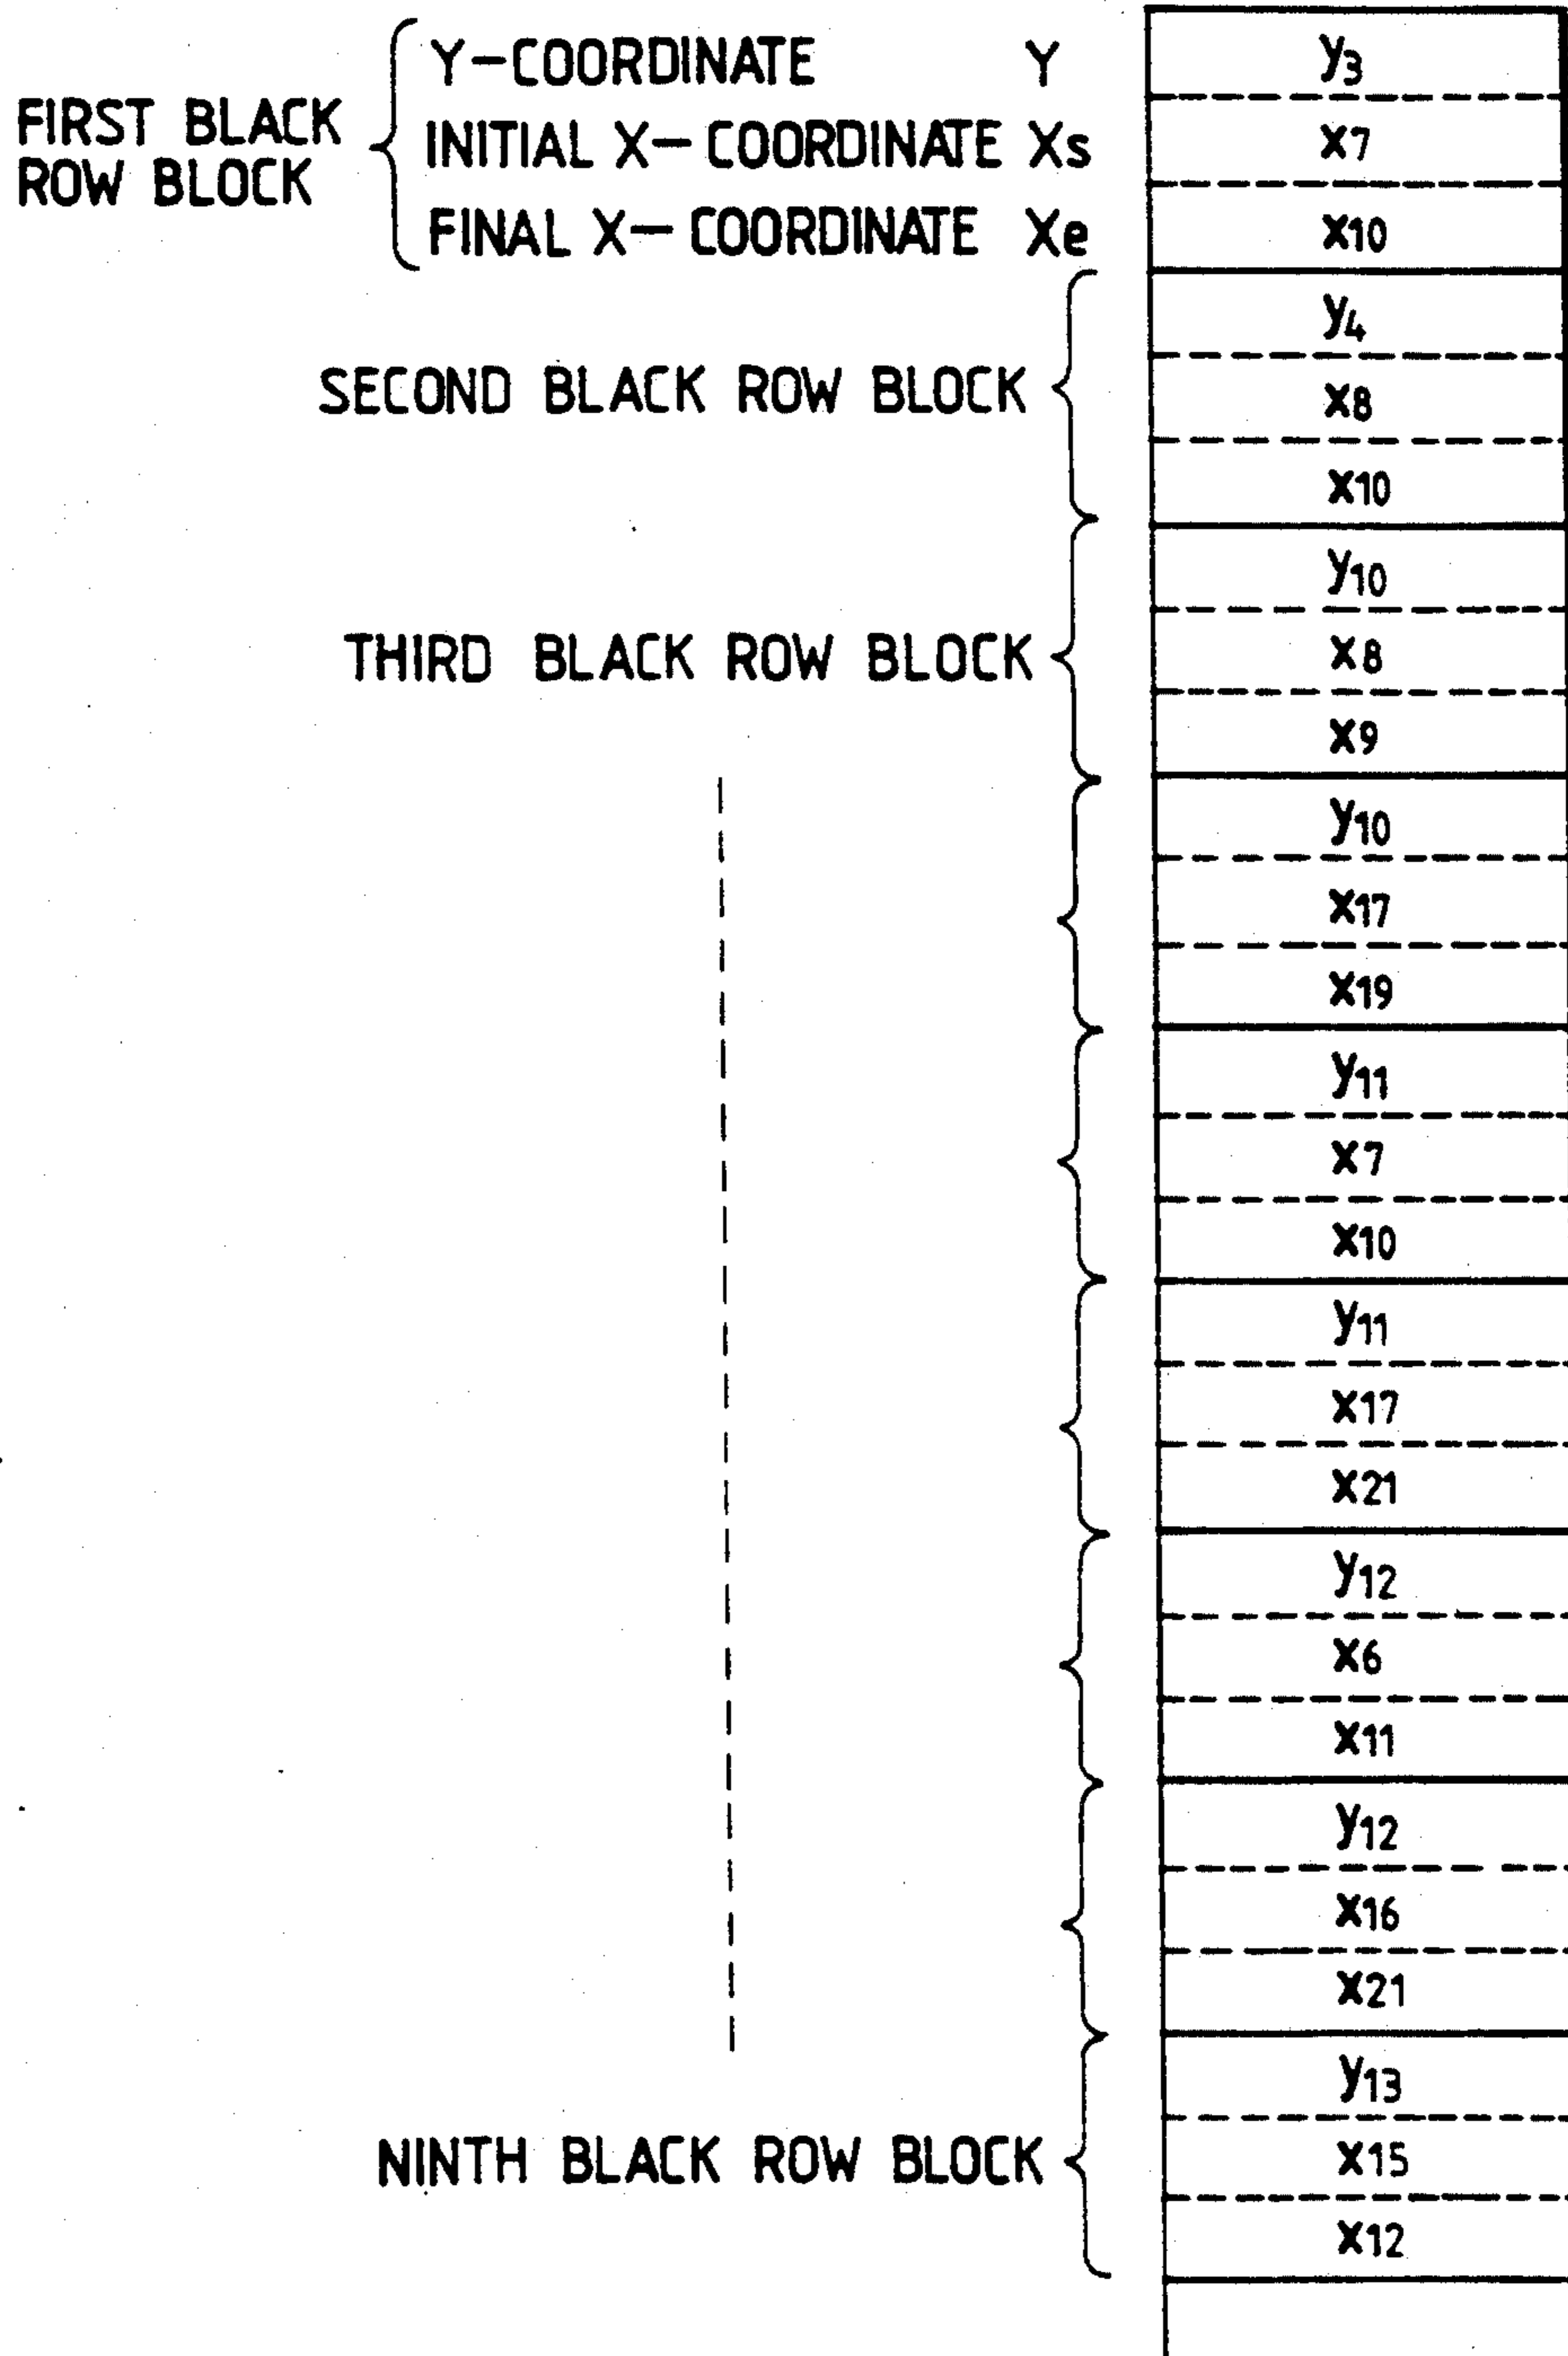 FIRST BLACK
ROW BLOCK
Y-COORDINATE Y
INITIAL X-COORDINATE Xs
FINAL X-COORDINATE Xe
y3
x7
x10
SECOND BLACK ROW BLOCK
y4
x8
x10
THIRD BLACK ROW BLOCK
y10
x8
x9
y10
x17
x19
y11
x7
x10
y11
x17
x21
y12
x6
x11
y12
x16
x21
NINTH BLACK ROW BLOCK
y13
x15
x12